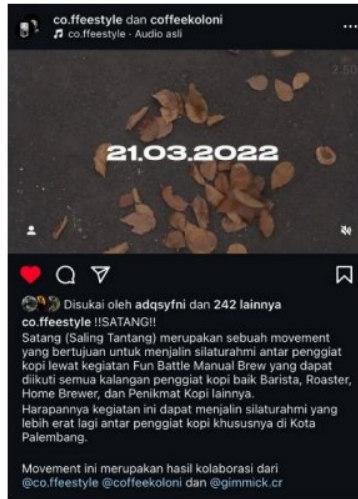 co.ffeestyle dan coffeekoloni
co.ffeestyle · Audio asli
2:50
21.03.2022
Disukai oleh adqsyfni dan 242 lainnya
co.ffeestyle !!SATANG!!
Satang (Saling Tantang) merupakan sebuah movement
yang bertujuan untuk menjalin silaturahmi antar penggiat
kopi lewat kegiatan Fun Battle Manual Brew yang dapat
diikuti semua kalangan penggiat kopi baik Barista, Roaster,
Home Brewer, dan Penikmat Kopi lainnya.
Harapannya kegiatan ini dapat menjalin silaturahmi yang
lebih erat lagi antar penggiat kopi khususnya di Kota
Palembang.
Movement ini merupakan hasil kolaborasi dari
@co.ffeestyle @coffeekoloni dan @gimmick.cr